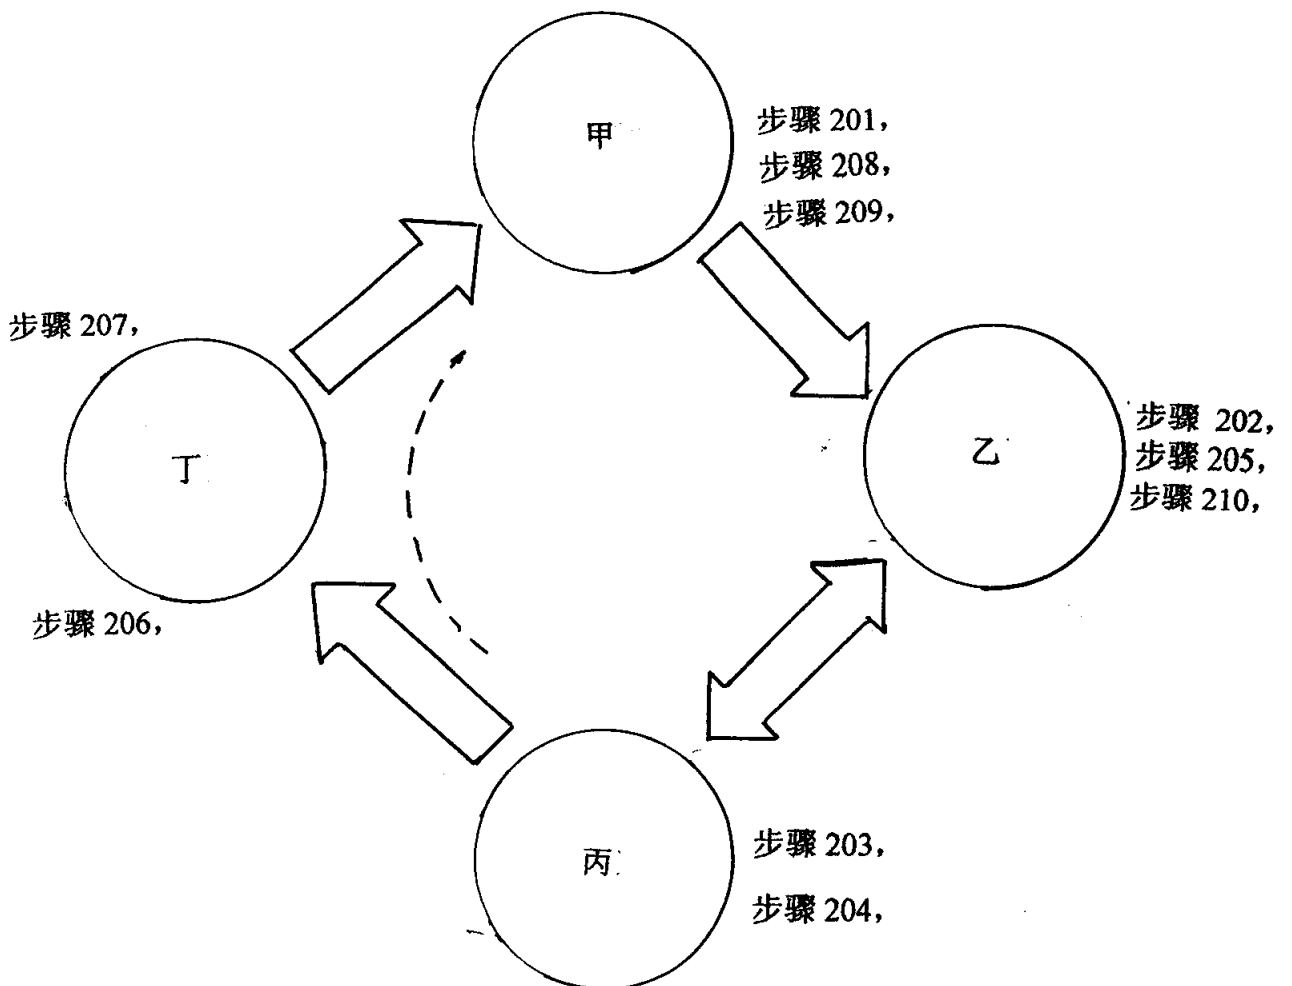 甲
步骤 201，
步骤 208，
步骤 209，
步骤 207，
丁
乙
步骤 202，
步骤 205，
步骤 210，
步骤 206，
丙
步骤 203，
步骤 204，